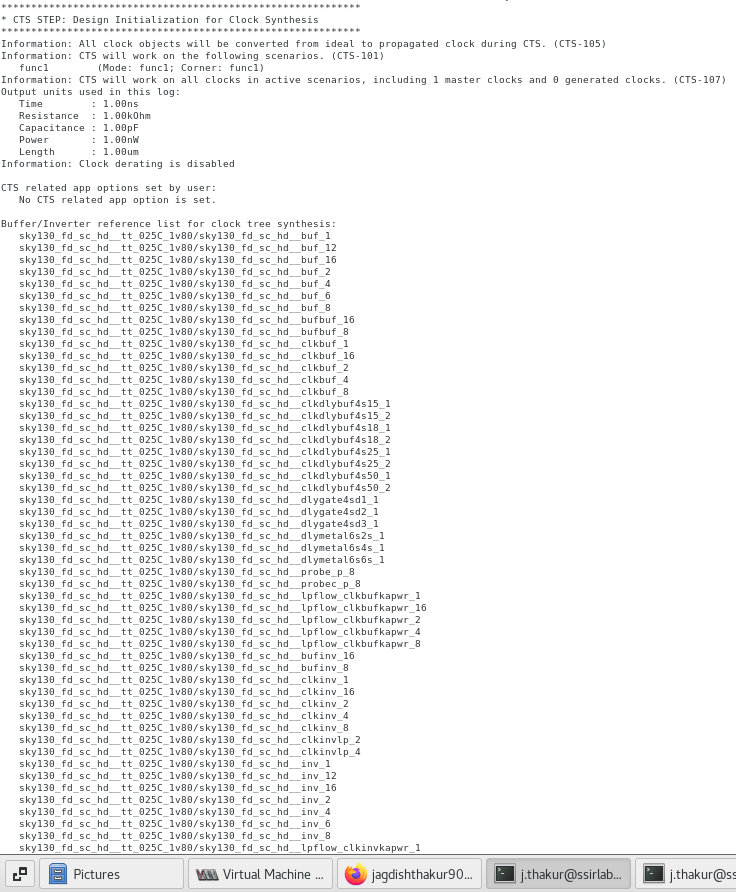 ************************************************************
* CTS STEP: Design Initialization for Clock Synthesis
************************************************************
Information: All clock objects will be converted from ideal to propagated clock during CTS. (CTS-105)
Information: CTS will work on the following scenarios. (CTS-101)
   func1        (Mode: func1; Corner: func1)
Information: CTS will work on all clocks in active scenarios, including 1 master clocks and 0 generated clocks. (CTS-107)
Output units used in this log:
   Time        : 1.00ns
   Resistance  : 1.00kOhm
   Capacitance : 1.00pF
   Power       : 1.00nW
   Length      : 1.00um
Information: Clock derating is disabled

CTS related app options set by user:
   No CTS related app option is set.

Buffer/Inverter reference list for clock tree synthesis:
   sky130_fd_sc_hd__tt_025C_1v80/sky130_fd_sc_hd__buf_1
   sky130_fd_sc_hd__tt_025C_1v80/sky130_fd_sc_hd__buf_12
   sky130_fd_sc_hd__tt_025C_1v80/sky130_fd_sc_hd__buf_16
   sky130_fd_sc_hd__tt_025C_1v80/sky130_fd_sc_hd__buf_2
   sky130_fd_sc_hd__tt_025C_1v80/sky130_fd_sc_hd__buf_4
   sky130_fd_sc_hd__tt_025C_1v80/sky130_fd_sc_hd__buf_6
   sky130_fd_sc_hd__tt_025C_1v80/sky130_fd_sc_hd__buf_8
   sky130_fd_sc_hd__tt_025C_1v80/sky130_fd_sc_hd__bufbuf_16
   sky130_fd_sc_hd__tt_025C_1v80/sky130_fd_sc_hd__bufbuf_8
   sky130_fd_sc_hd__tt_025C_1v80/sky130_fd_sc_hd__clkbuf_1
   sky130_fd_sc_hd__tt_025C_1v80/sky130_fd_sc_hd__clkbuf_16
   sky130_fd_sc_hd__tt_025C_1v80/sky130_fd_sc_hd__clkbuf_2
   sky130_fd_sc_hd__tt_025C_1v80/sky130_fd_sc_hd__clkbuf_4
   sky130_fd_sc_hd__tt_025C_1v80/sky130_fd_sc_hd__clkbuf_8
   sky130_fd_sc_hd__tt_025C_1v80/sky130_fd_sc_hd__clkdlybuf4s15_1
   sky130_fd_sc_hd__tt_025C_1v80/sky130_fd_sc_hd__clkdlybuf4s15_2
   sky130_fd_sc_hd__tt_025C_1v80/sky130_fd_sc_hd__clkdlybuf4s18_1
   sky130_fd_sc_hd__tt_025C_1v80/sky130_fd_sc_hd__clkdlybuf4s18_2
   sky130_fd_sc_hd__tt_025C_1v80/sky130_fd_sc_hd__clkdlybuf4s25_1
   sky130_fd_sc_hd__tt_025C_1v80/sky130_fd_sc_hd__clkdlybuf4s25_2
   sky130_fd_sc_hd__tt_025C_1v80/sky130_fd_sc_hd__clkdlybuf4s50_1
   sky130_fd_sc_hd__tt_025C_1v80/sky130_fd_sc_hd__clkdlybuf4s50_2
   sky130_fd_sc_hd__tt_025C_1v80/sky130_fd_sc_hd__dlygate4sd1_1
   sky130_fd_sc_hd__tt_025C_1v80/sky130_fd_sc_hd__dlygate4sd2_1
   sky130_fd_sc_hd__tt_025C_1v80/sky130_fd_sc_hd__dlygate4sd3_1
   sky130_fd_sc_hd__tt_025C_1v80/sky130_fd_sc_hd__dlymetal6s2s_1
   sky130_fd_sc_hd__tt_025C_1v80/sky130_fd_sc_hd__dlymetal6s4s_1
   sky130_fd_sc_hd__tt_025C_1v80/sky130_fd_sc_hd__dlymetal6s6s_1
   sky130_fd_sc_hd__tt_025C_1v80/sky130_fd_sc_hd__probe_p_8
   sky130_fd_sc_hd__tt_025C_1v80/sky130_fd_sc_hd__probec_p_8
   sky130_fd_sc_hd__tt_025C_1v80/sky130_fd_sc_hd__lpflow_clkbufkapwr_1
   sky130_fd_sc_hd__tt_025C_1v80/sky130_fd_sc_hd__lpflow_clkbufkapwr_16
   sky130_fd_sc_hd__tt_025C_1v80/sky130_fd_sc_hd__lpflow_clkbufkapwr_2
   sky130_fd_sc_hd__tt_025C_1v80/sky130_fd_sc_hd__lpflow_clkbufkapwr_4
   sky130_fd_sc_hd__tt_025C_1v80/sky130_fd_sc_hd__lpflow_clkbufkapwr_8
   sky130_fd_sc_hd__tt_025C_1v80/sky130_fd_sc_hd__bufinv_16
   sky130_fd_sc_hd__tt_025C_1v80/sky130_fd_sc_hd__bufinv_8
   sky130_fd_sc_hd__tt_025C_1v80/sky130_fd_sc_hd__clkinv_1
   sky130_fd_sc_hd__tt_025C_1v80/sky130_fd_sc_hd__clkinv_16
   sky130_fd_sc_hd__tt_025C_1v80/sky130_fd_sc_hd__clkinv_2
   sky130_fd_sc_hd__tt_025C_1v80/sky130_fd_sc_hd__clkinv_4
   sky130_fd_sc_hd__tt_025C_1v80/sky130_fd_sc_hd__clkinv_8
   sky130_fd_sc_hd__tt_025C_1v80/sky130_fd_sc_hd__clkinvlp_2
   sky130_fd_sc_hd__tt_025C_1v80/sky130_fd_sc_hd__clkinvlp_4
   sky130_fd_sc_hd__tt_025C_1v80/sky130_fd_sc_hd__inv_1
   sky130_fd_sc_hd__tt_025C_1v80/sky130_fd_sc_hd__inv_12
   sky130_fd_sc_hd__tt_025C_1v80/sky130_fd_sc_hd__inv_16
   sky130_fd_sc_hd__tt_025C_1v80/sky130_fd_sc_hd__inv_2
   sky130_fd_sc_hd__tt_025C_1v80/sky130_fd_sc_hd__inv_4
   sky130_fd_sc_hd__tt_025C_1v80/sky130_fd_sc_hd__inv_6
   sky130_fd_sc_hd__tt_025C_1v80/sky130_fd_sc_hd__inv_8
   sky130_fd_sc_hd__tt_025C_1v80/sky130_fd_sc_hd__lpflow_clkinvkapwr_1
Pictures Virtual Machine ... jagdishthakur90... j.thakur@ssirlab... j.thakur@ss